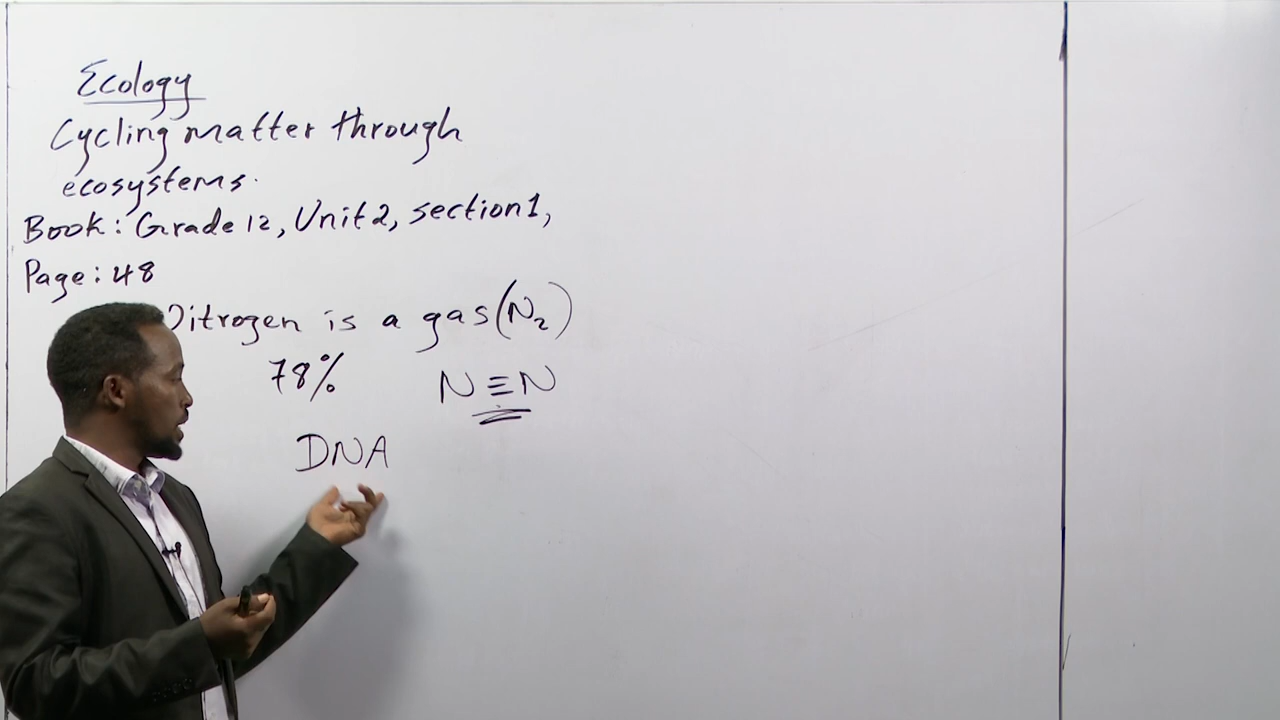 Ecology
Cycling matter through
ecosystems.
Book: Grade 12, Unit 2, section 1,
Page: 48
Nitrogen is a gas (N₂)
78% N≡N
DNA